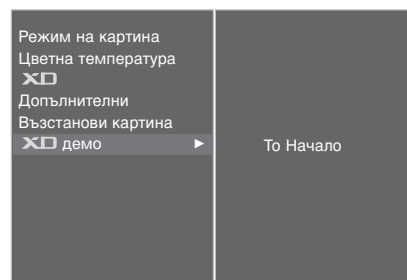 Режим на картина
Цветна температура
XD
Допълнителни
Възстанови картина
XD демо ►
То Начало